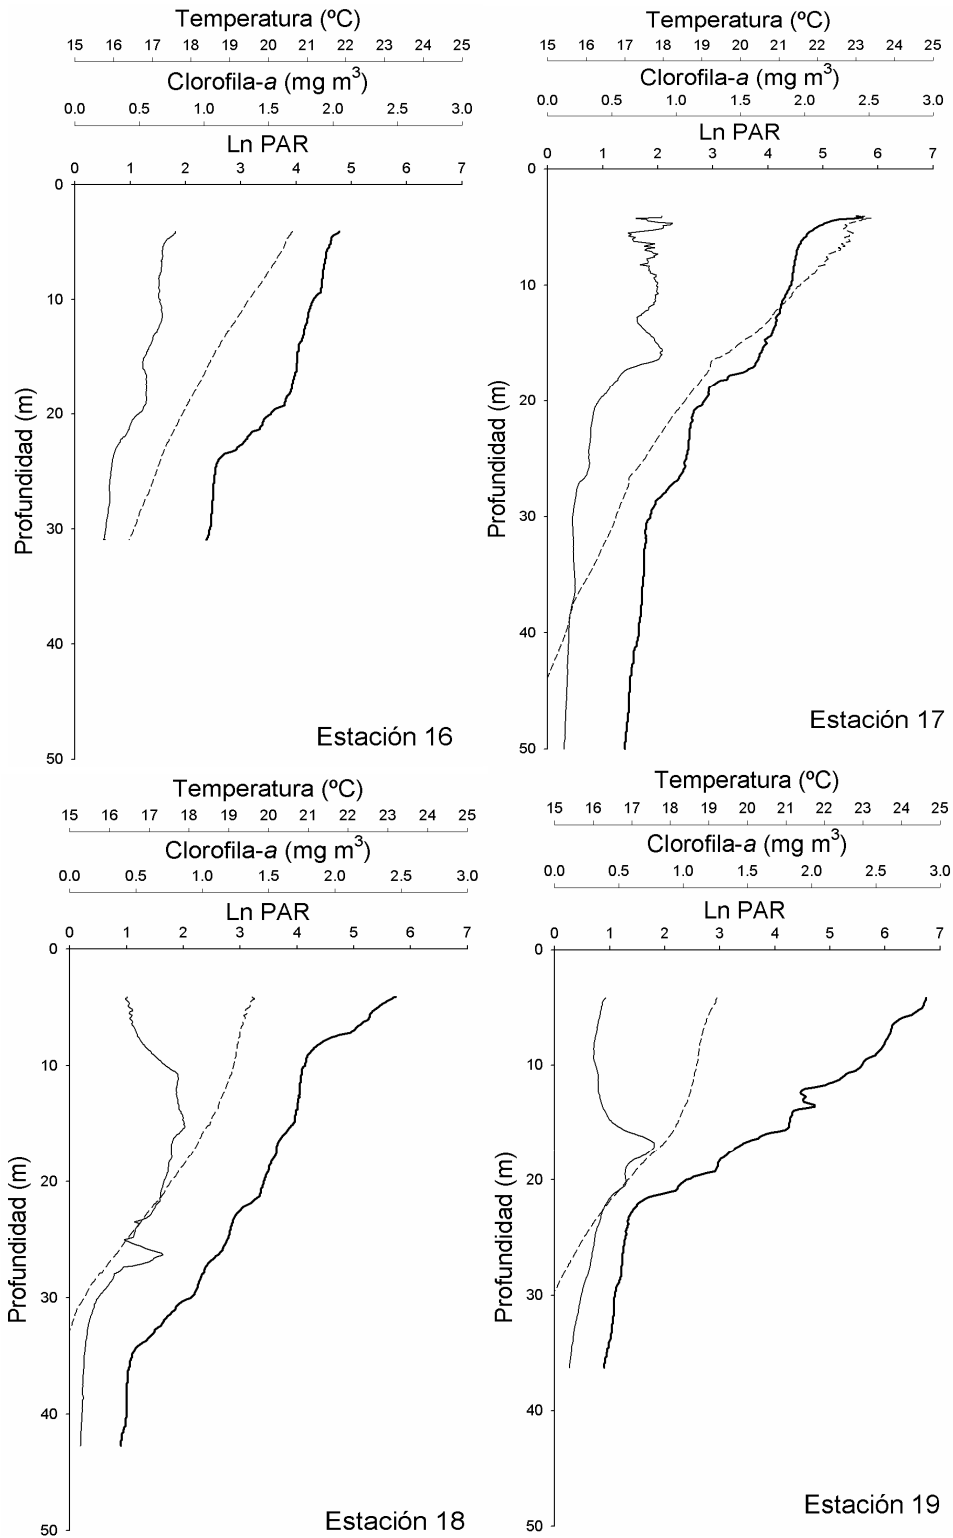 Temperatura (ºC)
15 16 17 18 19 20 21 22 23 24 25
Clorofila-a (mg m3)
0.0 0.5 1.0 1.5 2.0 2.5 3.0
Ln PAR
0 1 2 3 4 5 6 7
0
10
20
30
40
50
Profundidad (m)
Estación 16
Temperatura (ºC)
15 16 17 18 19 20 21 22 23 24 25
Clorofila-a (mg m3)
0.0 0.5 1.0 1.5 2.0 2.5 3.0
Ln PAR
0 1 2 3 4 5 6 7
0
10
20
30
40
50
Profundidad (m)
Estación 17
Temperatura (ºC)
15 16 17 18 19 20 21 22 23 24 25
Clorofila-a (mg m3)
0.0 0.5 1.0 1.5 2.0 2.5 3.0
Ln PAR
0 1 2 3 4 5 6 7
0
10
20
30
40
50
Profundidad (m)
Estación 18
Temperatura (ºC)
15 16 17 18 19 20 21 22 23 24 25
Clorofila-a (mg m3)
0.0 0.5 1.0 1.5 2.0 2.5 3.0
Ln PAR
0 1 2 3 4 5 6 7
0
10
20
30
40
50
Profundidad (m)
Estación 19